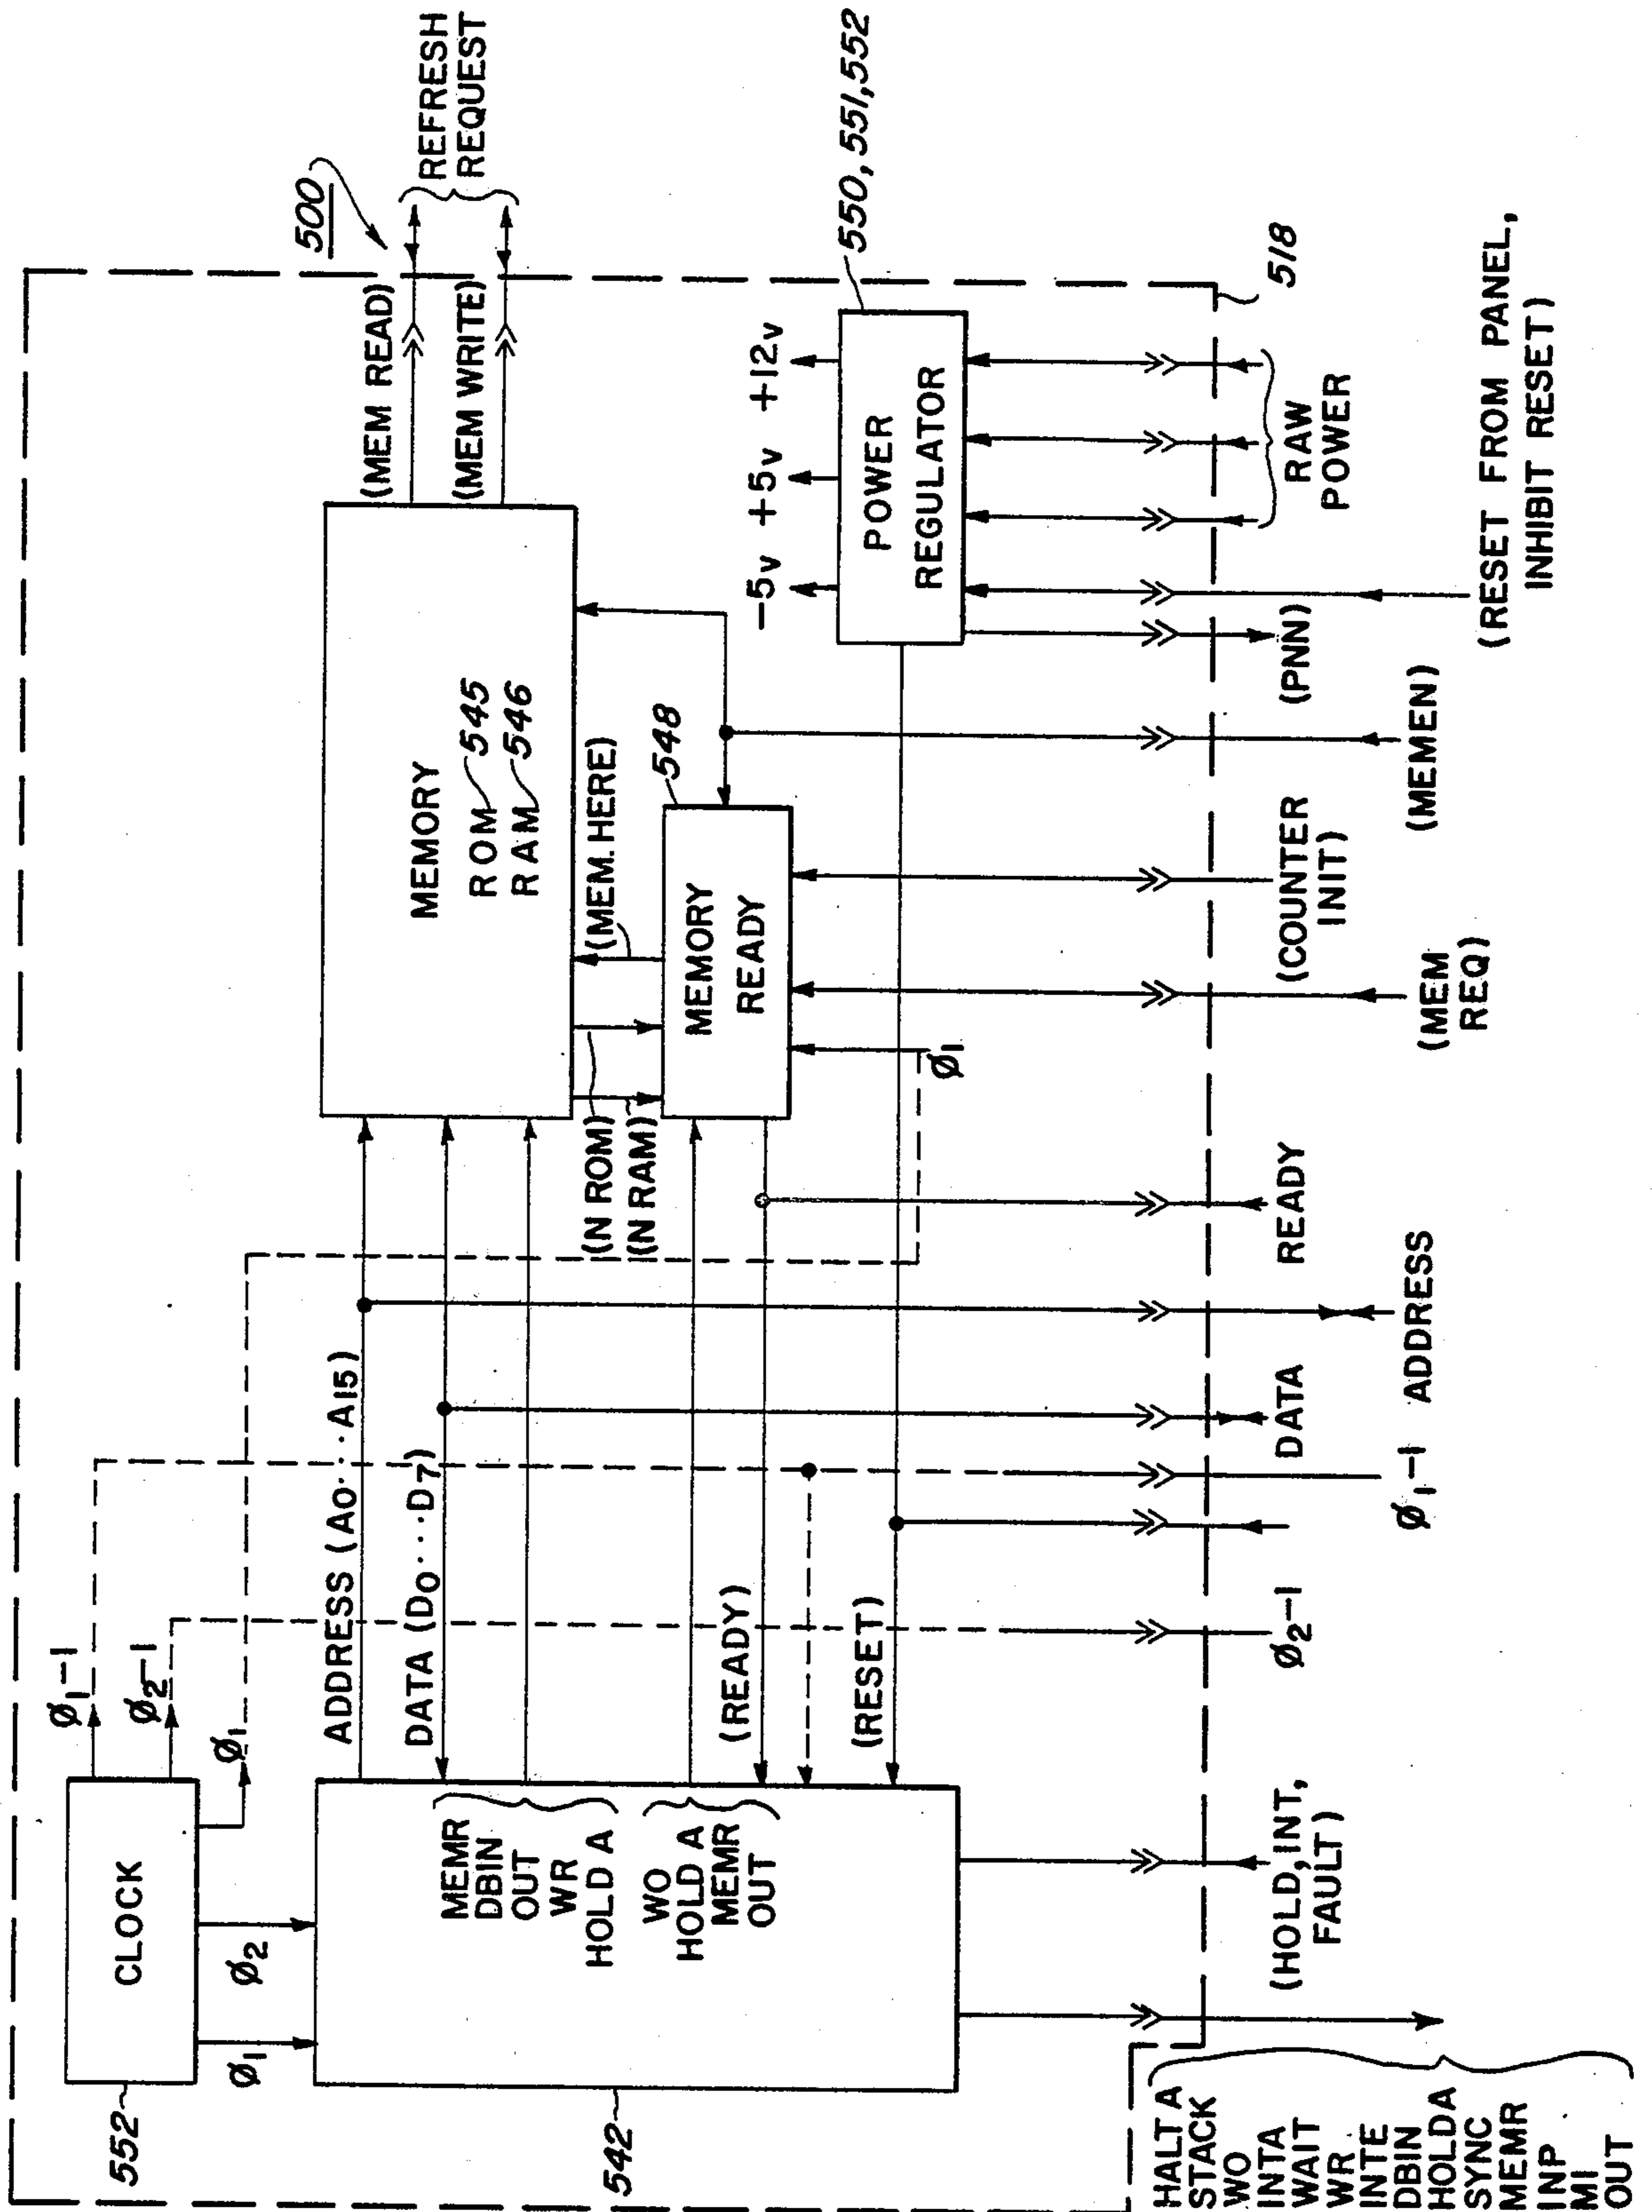 552
CLOCK
Ø1
Ø2
Ø1-1
Ø2-1
Ø1
542
MEMR
DBIN
OUT
WR
HOLD A
WO
HOLD A
MEMR
OUT
ADDRESS (A0···A15)
DATA (D0···D7)
(READY)
(RESET)
500
(MEM READ)
(MEM WRITE)
REFRESH
REQUEST
MEMORY
ROM 545
RAM 546
(N ROM)
(N RAM)
(MEM.HERE)
548
MEMORY
READY
Ø1
-5v +5v +12v
POWER
REGULATOR
550, 551, 552
518
HALT A
STACK
WO
INTA
WAIT
WR
INTE
DBIN
HOLDA
SYNC
MEMR
INP
MI
OUT
(HOLD, INT,
FAULT)
Ø2-1
Ø1-1
DATA
ADDRESS
READY
(MEM
REQ)
(COUNTER
INIT)
(MEMEN)
(PNN)
RAW
POWER
(RESET FROM PANEL,
INHIBIT RESET)